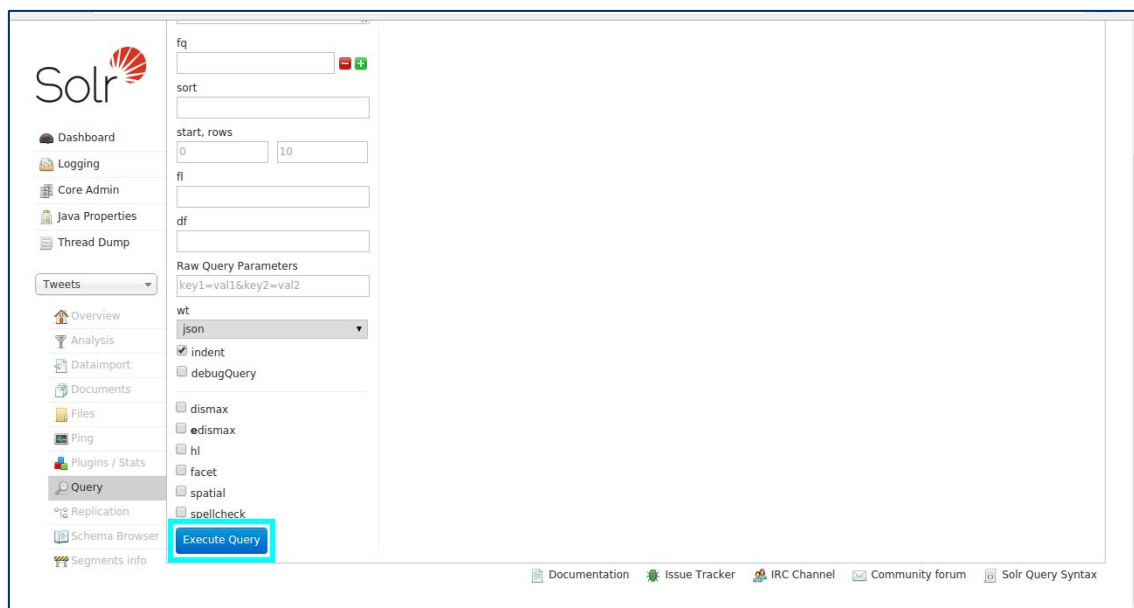 Solr
Dashboard
Logging
Core Admin
Java Properties
Thread Dump
Tweets
Overview
Analysis
Dataimport
Documents
Files
Ping
Plugins / Stats
Query
Replication
Schema Browser
Segments info
fq
sort
start, rows
0 10
fl
df
Raw Query Parameters
key1=val1&key2=val2
wt
json
indent
debugQuery
dismax
edismax
hl
facet
spatial
spellcheck
Execute Query
Documentation Issue Tracker IRC Channel Community forum Solr Query Syntax